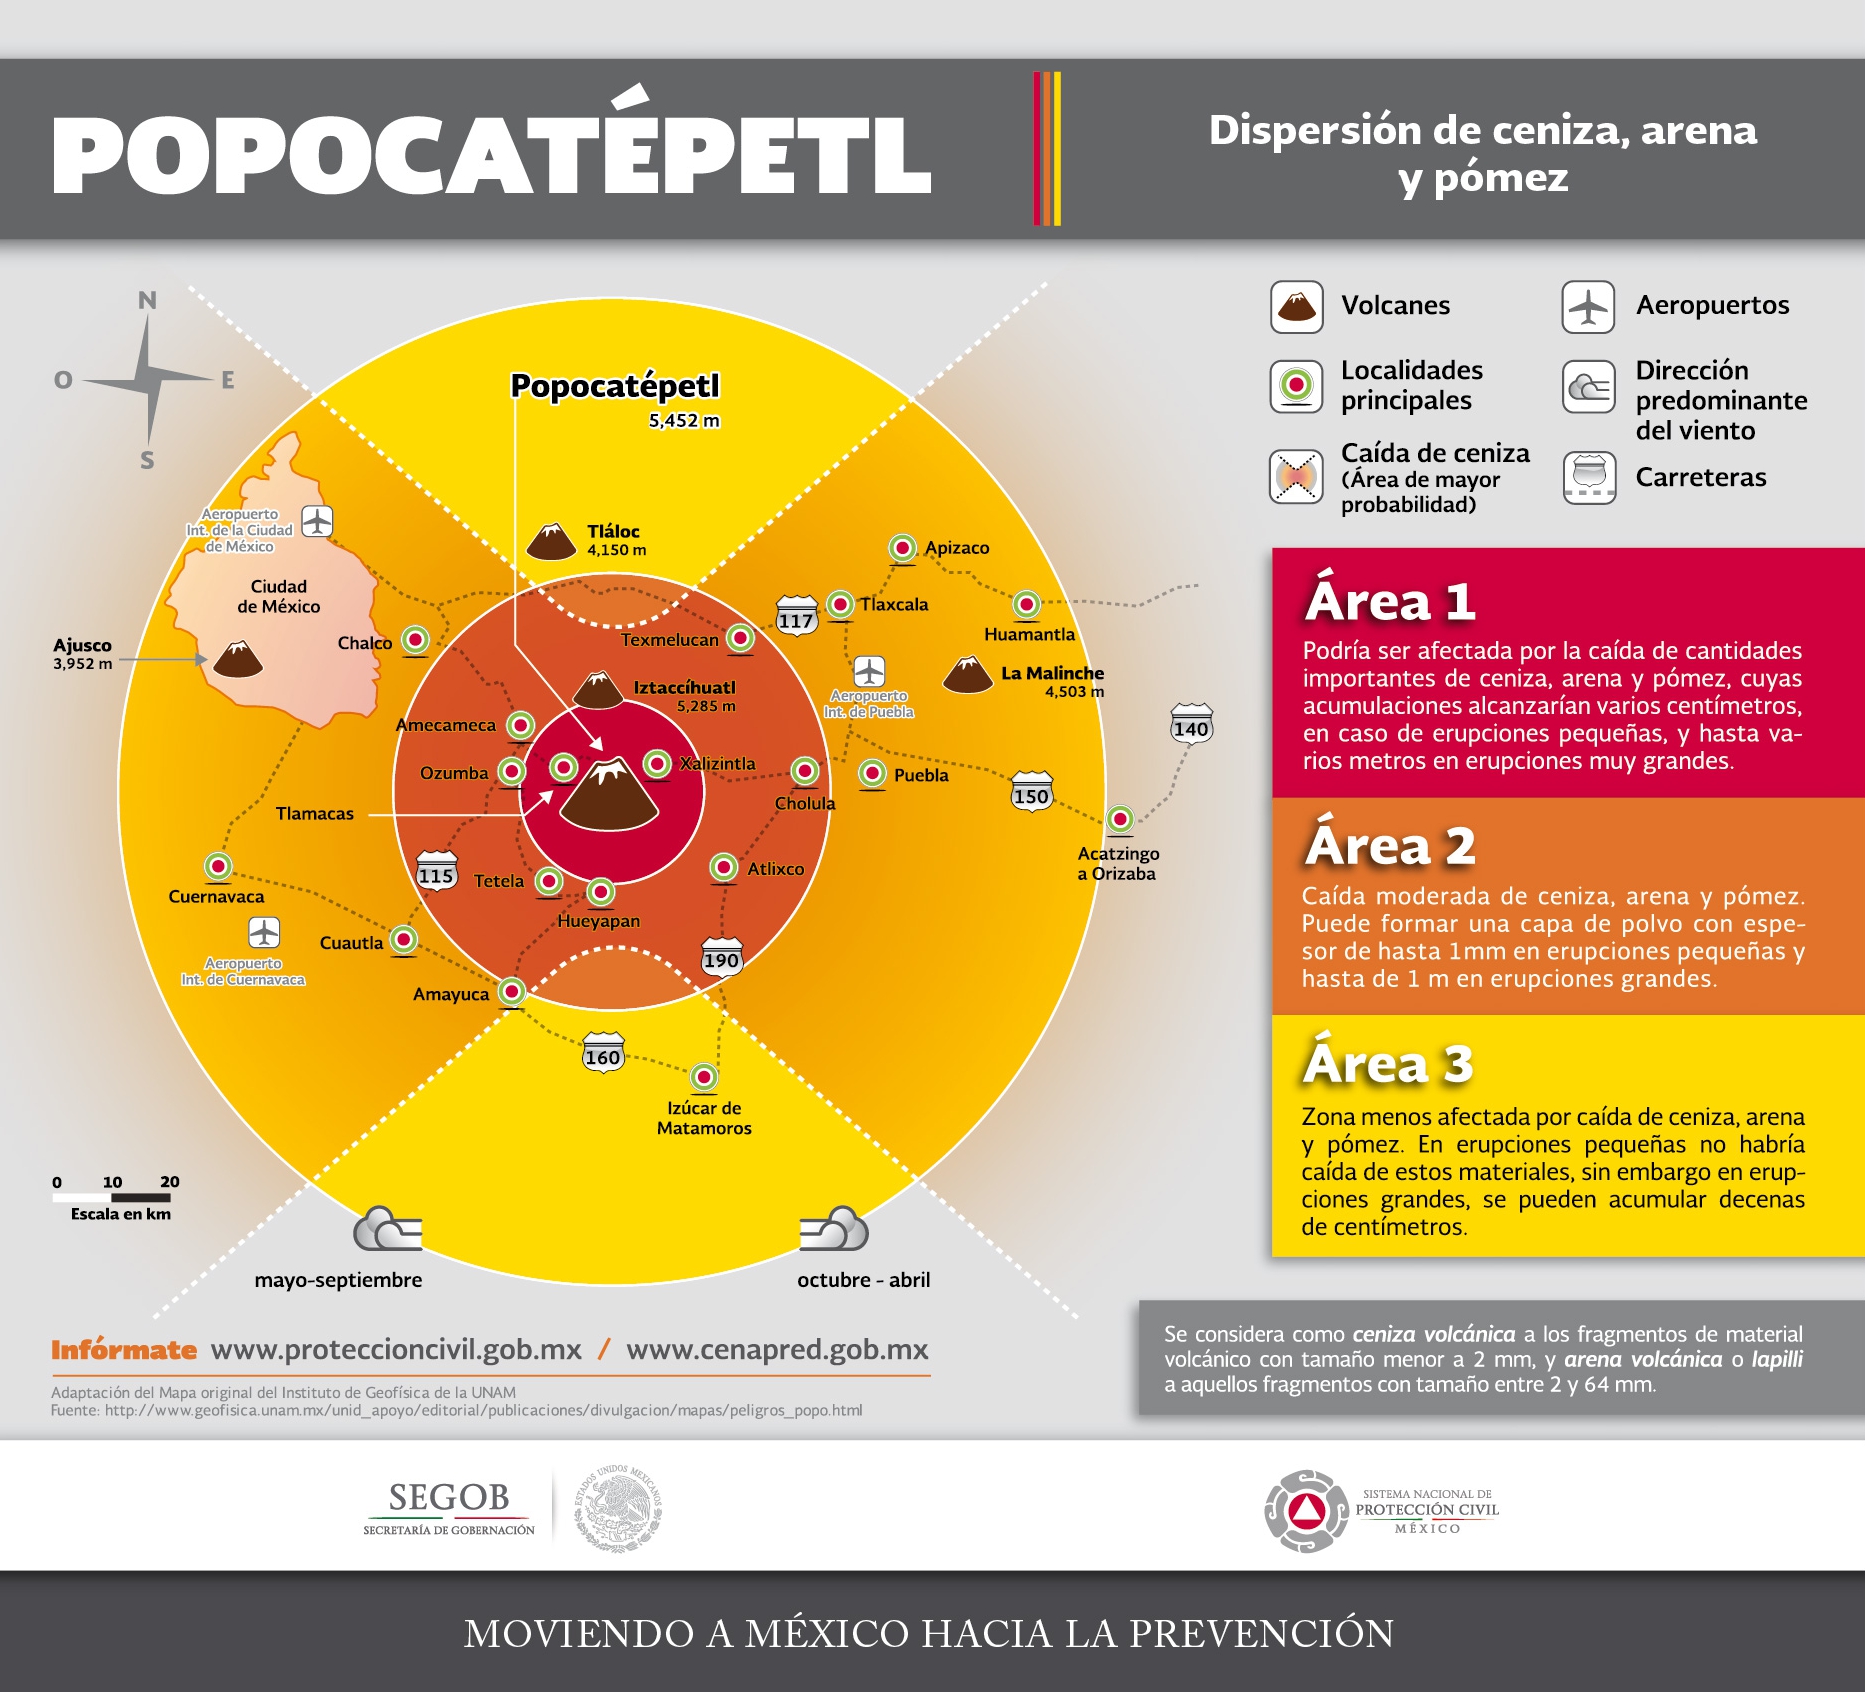 POPOCATÉPETL
Dispersión de ceniza, arena
y pómez
N
O
E
S
Volcanes
Aeropuertos
Localidades
principales
Dirección
predominante
del viento
Caída de ceniza
(Área de mayor
probabilidad)
Carreteras
Popocatépetl
5,452 m
Tláloc
4,150 m
Aeropuerto
Int. de la Ciudad
de México
Ciudad
de México
Ajusco
3,952 m
Chalco
Texmelucan
117
Tlaxcala
Apizaco
Huamantla
La Malinche
4,503 m
Aeropuerto
Int. de Puebla
Iztaccíhuatl
5,285 m
Amecameca
Ozumba
Xalizintla
Cholula
Puebla
140
150
Tlamacas
Acatzingo
a Orizaba
115
Tetela
Atlixco
Hueyapan
Cuernavaca
Aeropuerto
Int. de Cuernavaca
Cuautla
190
Amayuca
160
Izúcar de
Matamoros
0 10 20
Escala en km
mayo-septiembre
octubre - abril
Área 1
Podría ser afectada por la caída de cantidades
importantes de ceniza, arena y pómez, cuyas
acumulaciones alcanzarían varios centímetros,
en caso de erupciones pequeñas, y hasta va-
rios metros en erupciones muy grandes.
Área 2
Caída moderada de ceniza, arena y pómez.
Puede formar una capa de polvo con espe-
sor de hasta 1mm en erupciones pequeñas y
hasta de 1 m en erupciones grandes.
Área 3
Zona menos afectada por caída de ceniza, arena
y pómez. En erupciones pequeñas no habría
caída de estos materiales, sin embargo en erup-
ciones grandes, se pueden acumular decenas
de centímetros.
Se considera como ceniza volcánica a los fragmentos de material
volcánico con tamaño menor a 2 mm, y arena volcánica o lapilli
a aquellos fragmentos con tamaño entre 2 y 64 mm.
Infórmate www.proteccioncivil.gob.mx / www.cenapred.gob.mx
Adaptación del Mapa original del Instituto de Geofísica de la UNAM
Fuente: http://www.geofisica.unam.mx/unid_apoyo/editorial/publicaciones/divulgacion/mapas/peligros_popo.html
SEGOB
SECRETARÍA DE GOBERNACIÓN
ESTADOS UNIDOS MEXICANOS
SISTEMA NACIONAL DE
PROTECCIÓN CIVIL
MÉXICO
MOVIENDO A MÉXICO HACIA LA PREVENCIÓN